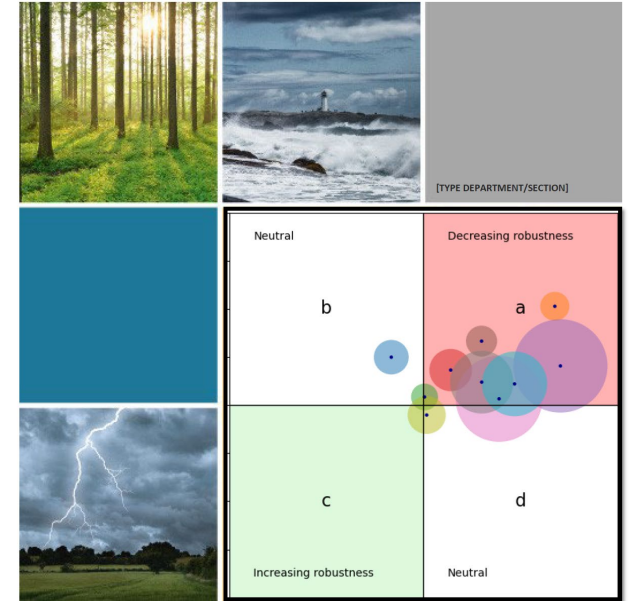 [TYPE DEPARTMENT/SECTION]
Neutral
Decreasing robustness
b
a
c
d
Increasing robustness
Neutral